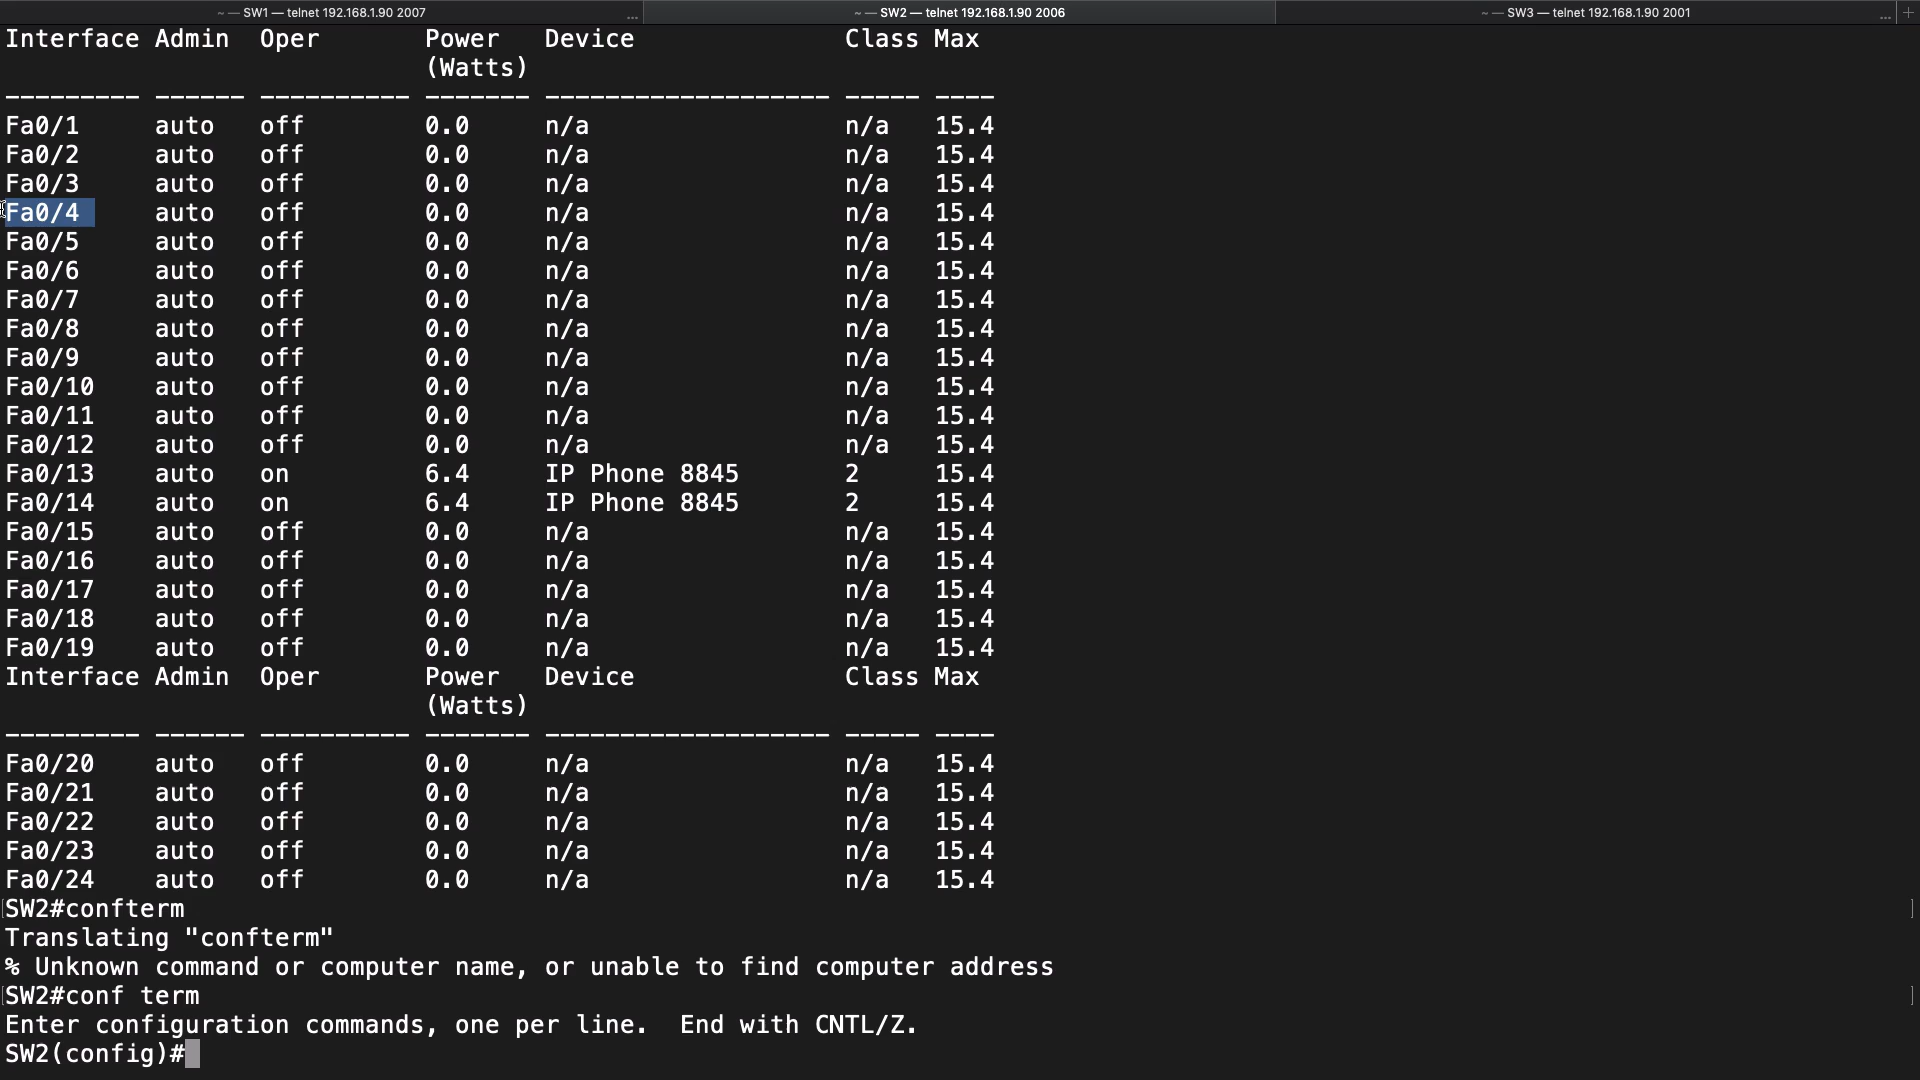 ~ — SW1 — telnet 192.168.1.90 2007 ... ~ — SW2 — telnet 192.168.1.90 2006 ~ — SW3 — telnet 192.168.1.90 2001 ... +
Interface Admin  Oper       Power   Device              Class Max
                            (Watts)
--------- ------ ---------- ------- ------------------- ----- ----
Fa0/1     auto   off        0.0     n/a                 n/a   15.4
Fa0/2     auto   off        0.0     n/a                 n/a   15.4
Fa0/3     auto   off        0.0     n/a                 n/a   15.4
Fa0/4     auto   off        0.0     n/a                 n/a   15.4
Fa0/5     auto   off        0.0     n/a                 n/a   15.4
Fa0/6     auto   off        0.0     n/a                 n/a   15.4
Fa0/7     auto   off        0.0     n/a                 n/a   15.4
Fa0/8     auto   off        0.0     n/a                 n/a   15.4
Fa0/9     auto   off        0.0     n/a                 n/a   15.4
Fa0/10    auto   off        0.0     n/a                 n/a   15.4
Fa0/11    auto   off        0.0     n/a                 n/a   15.4
Fa0/12    auto   off        0.0     n/a                 n/a   15.4
Fa0/13    auto   on         6.4     IP Phone 8845       2     15.4
Fa0/14    auto   on         6.4     IP Phone 8845       2     15.4
Fa0/15    auto   off        0.0     n/a                 n/a   15.4
Fa0/16    auto   off        0.0     n/a                 n/a   15.4
Fa0/17    auto   off        0.0     n/a                 n/a   15.4
Fa0/18    auto   off        0.0     n/a                 n/a   15.4
Fa0/19    auto   off        0.0     n/a                 n/a   15.4
Interface Admin  Oper       Power   Device              Class Max
                            (Watts)
--------- ------ ---------- ------- ------------------- ----- ----
Fa0/20    auto   off        0.0     n/a                 n/a   15.4
Fa0/21    auto   off        0.0     n/a                 n/a   15.4
Fa0/22    auto   off        0.0     n/a                 n/a   15.4
Fa0/23    auto   off        0.0     n/a                 n/a   15.4
Fa0/24    auto   off        0.0     n/a                 n/a   15.4
SW2#confterm
Translating "confterm"
% Unknown command or computer name, or unable to find computer address
SW2#conf term
Enter configuration commands, one per line.  End with CNTL/Z.
SW2(config)#